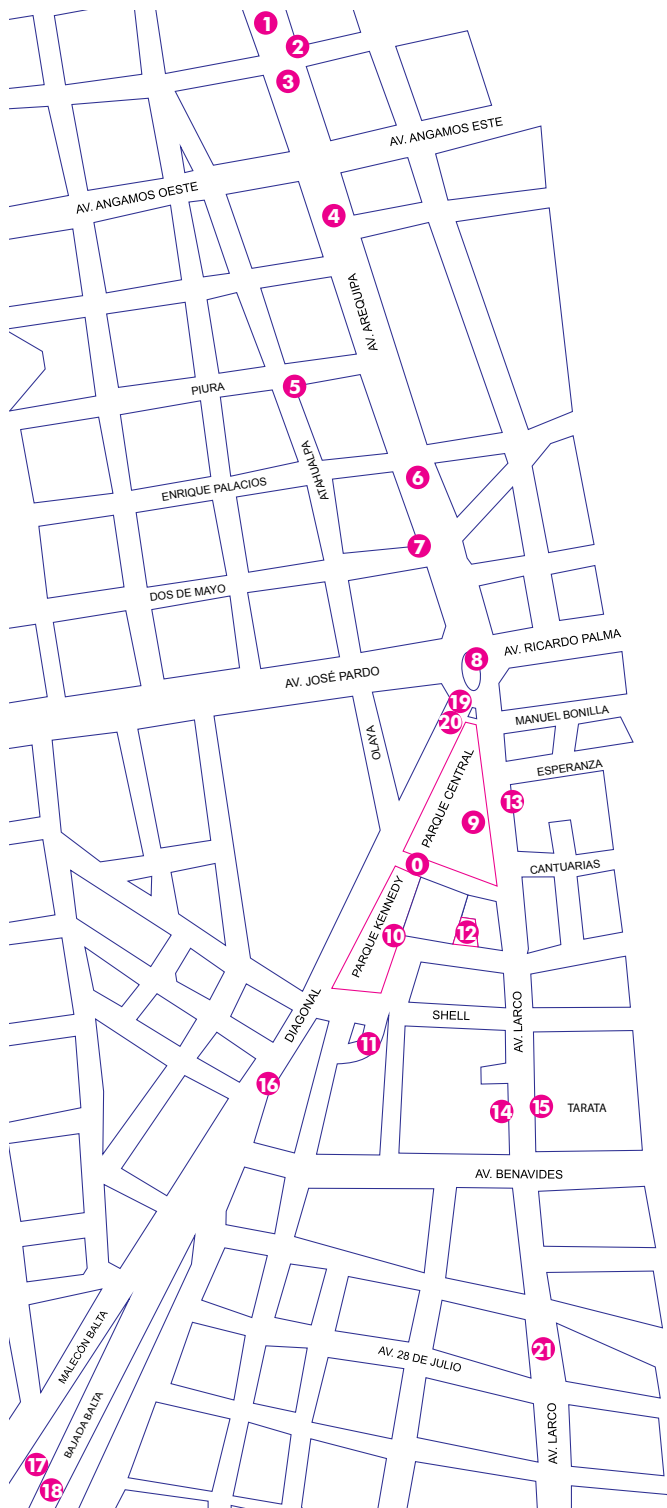 1
2
3
AV. ANGAMOS ESTE
AV. ANGAMOS OESTE
4
AV. AREQUIPA
PIURA
5
ATAHUALPA
6
ENRIQUE PALACIOS
7
DOS DE MAYO
AV. RICARDO PALMA
8
AV. JOSÉ PARDO
19
20
MANUEL BONILLA
OLAYA
PARQUE CENTRAL
ESPERANZA
13
9
0
CANTUARIAS
PARQUE KENNEDY
10
12
DIAGONAL
SHELL
AV. LARCO
11
16
14
15
TARATA
AV. BENAVIDES
MALECÓN BALTA
21
AV. 28 DE JULIO
BAJADA BALTA
AV. LARCO
17
18